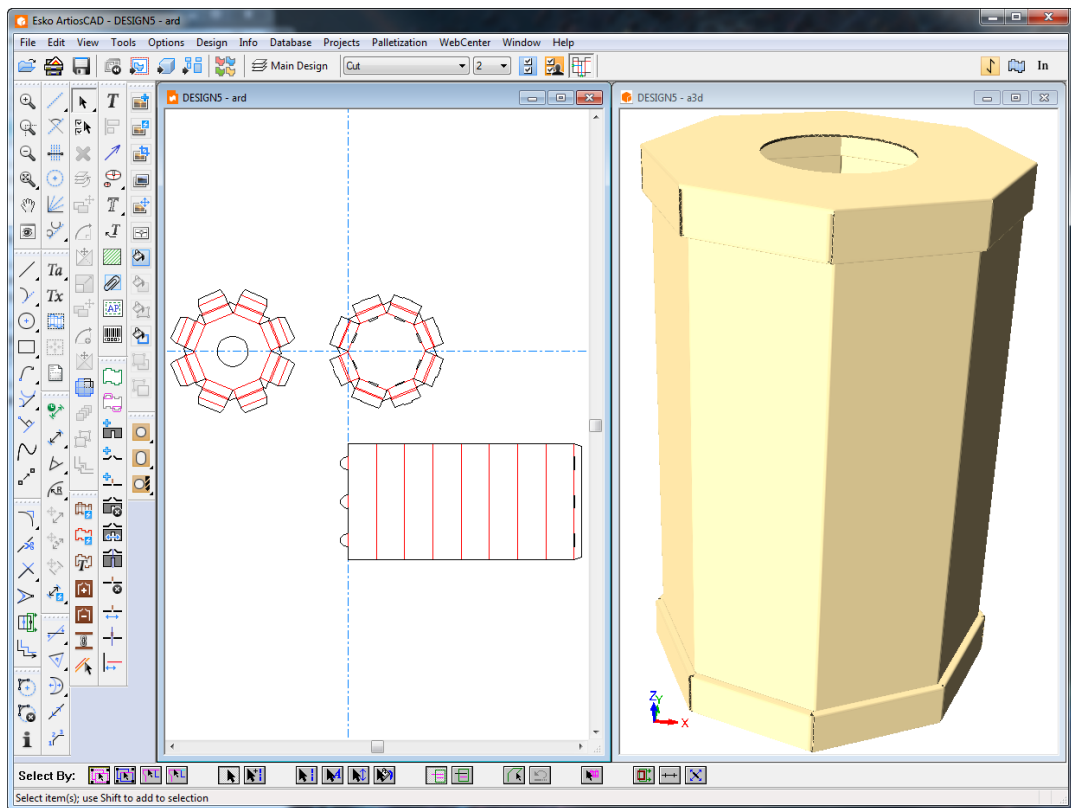 Esko ArtiosCAD - DESIGN5 - ard
File Edit View Tools Options Design Info Database Projects Palletization WebCenter Window Help
Main Design Cut 2 In
DESIGN5 - ard
DESIGN5 - a3d
T
T
T
Ta
Tx
AB
R
T
Z
Y
X
Select By:
Select item(s); use Shift to add to selection